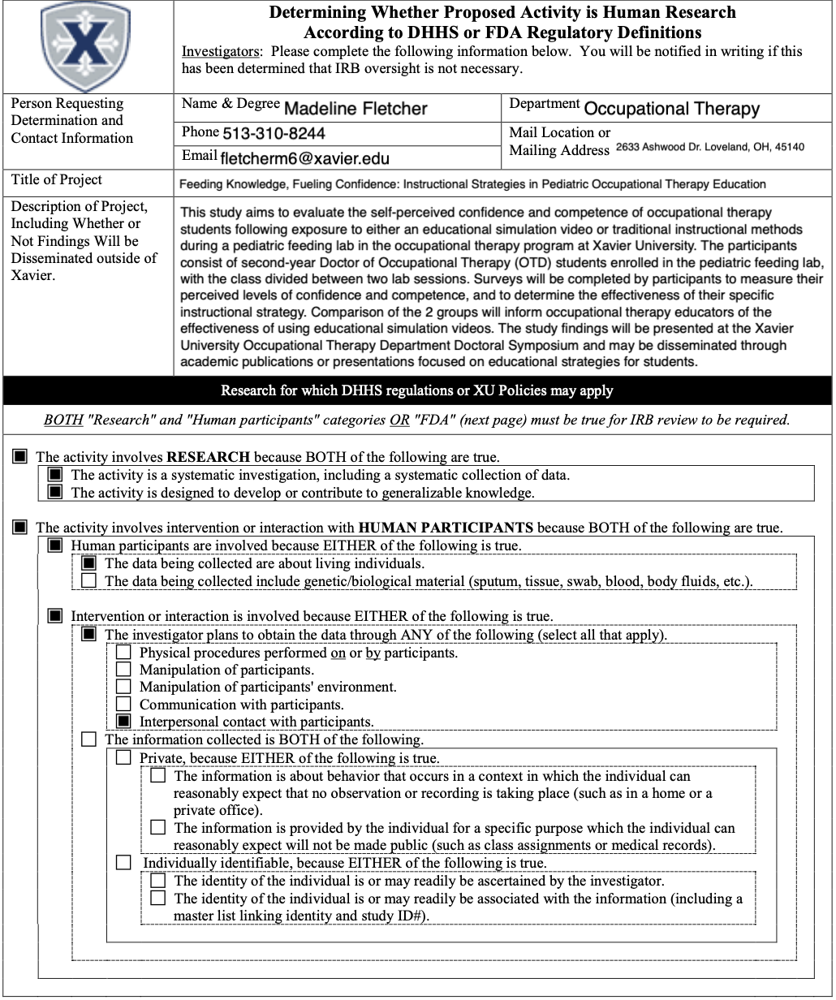 X
Determining Whether Proposed Activity is Human Research
According to DHHS or FDA Regulatory Definitions
Investigators: Please complete the following information below. You will be notified in writing if this
has been determined that IRB oversight is not necessary.
Person Requesting
Determination and
Contact Information
Name & Degree Madeline Fletcher
Department Occupational Therapy
Phone 513-310-8244
Email fletcherm6@xavier.edu
Mail Location or
Mailing Address 2633 Ashwood Dr. Loveland, OH, 45140
Title of Project
Feeding Knowledge, Fueling Confidence: Instructional Strategies in Pediatric Occupational Therapy Education
Description of Project,
Including Whether or
Not Findings Will be
Disseminated outside of
Xavier.
This study aims to evaluate the self-perceived confidence and competence of occupational therapy
students following exposure to either an educational simulation video or traditional instructional methods
during a pediatric feeding lab in the occupational therapy program at Xavier University. The participants
consist of second-year Doctor of Occupational Therapy (OTD) students enrolled in the pediatric feeding lab,
with the class divided between two lab sessions. Surveys will be completed by participants to measure their
perceived levels of confidence and competence, and to determine the effectiveness of their specific
instructional strategy. Comparison of the 2 groups will inform occupational therapy educators of the
effectiveness of using educational simulation videos. The study findings will be presented at the Xavier
University Occupational Therapy Department Doctoral Symposium and may be disseminated through
academic publications or presentations focused on educational strategies for students.
Research for which DHHS regulations or XU Policies may apply
BOTH "Research" and "Human participants" categories OR "FDA" (next page) must be true for IRB review to be required.
The activity involves RESEARCH because BOTH of the following are true.
The activity is a systematic investigation, including a systematic collection of data.
The activity is designed to develop or contribute to generalizable knowledge.
The activity involves intervention or interaction with HUMAN PARTICIPANTS because BOTH of the following are true.
Human participants are involved because EITHER of the following is true.
The data being collected are about living individuals.
The data being collected include genetic/biological material (sputum, tissue, swab, blood, body fluids, etc.).
Intervention or interaction is involved because EITHER of the following is true.
The investigator plans to obtain the data through ANY of the following (select all that apply).
Physical procedures performed on or by participants.
Manipulation of participants.
Manipulation of participants' environment.
Communication with participants.
Interpersonal contact with participants.
The information collected is BOTH of the following.
Private, because EITHER of the following is true.
The information is about behavior that occurs in a context in which the individual can
reasonably expect that no observation or recording is taking place (such as in a home or a
private office).
The information is provided by the individual for a specific purpose which the individual can
reasonably expect will not be made public (such as class assignments or medical records).
Individually identifiable, because EITHER of the following is true.
The identity of the individual is or may readily be ascertained by the investigator.
The identity of the individual is or may readily be associated with the information (including a
master list linking identity and study ID#).